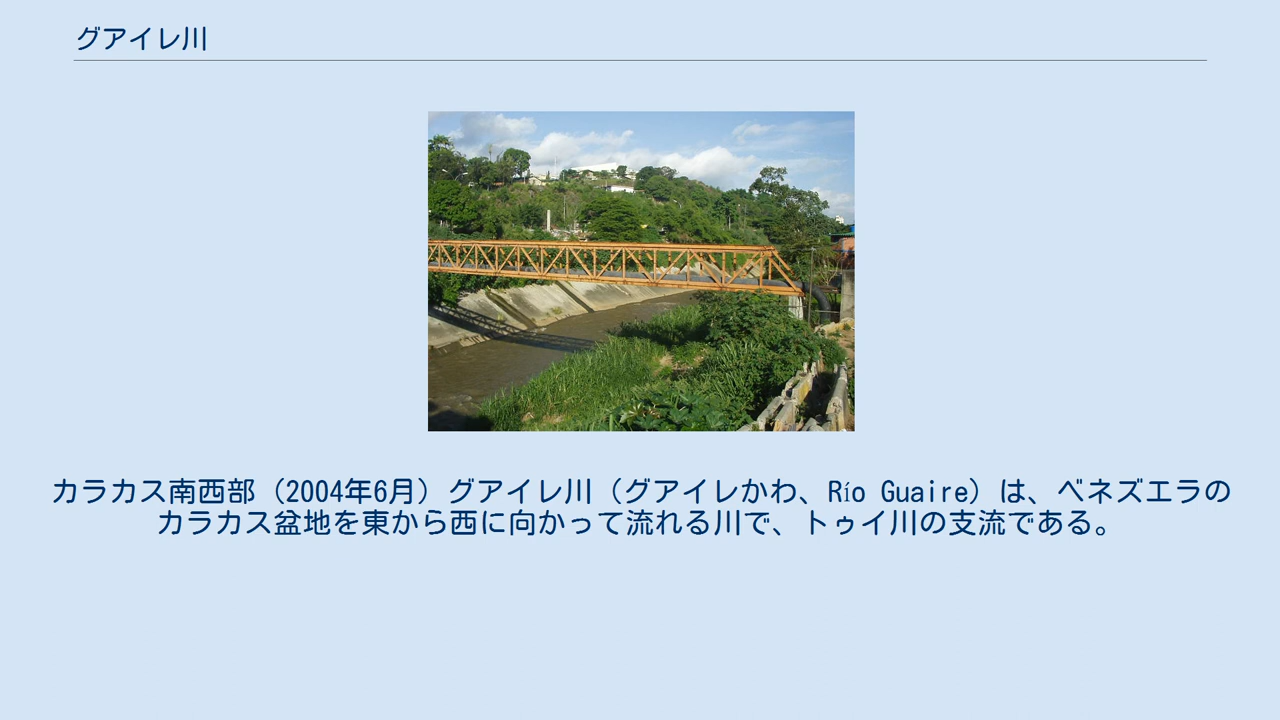 グアイレ川
カラカス南西部（2004年6月）グアイレ川（グアイレかわ、Río Guaire）は、ベネズエラの
カラカス盆地を東から西に向かって流れる川で、トゥイ川の支流である。